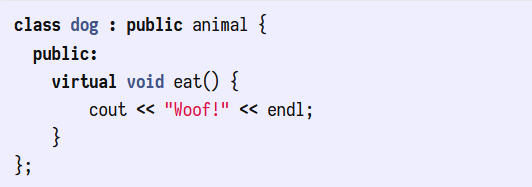 class dog : public animal {
  public:
    virtual void eat() {
        cout << "Woof!" << endl;
    }
};